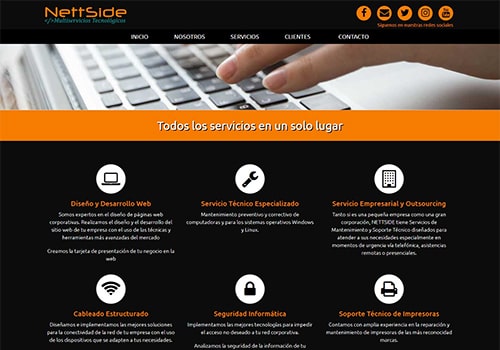 NettSide
</>Multiservicios Tecnológicos
Síguenos en nuestras redes sociales
INICIO NOSOTROS SERVICIOS CLIENTES CONTACTO
Todos los servicios en un solo lugar
Diseño y Desarrollo Web
Somos expertos en el diseño de páginas web
corporativas. Realizamos el diseño y el desarrollo del
sitio web de tu empresa con el uso de las técnicas y
herramientas más avanzadas del mercado
Creamos la tarjeta de presentación de tu negocio en la
web
Servicio Técnico Especializado
Mantenimiento preventivo y correctivo de
computadoras y para los sistemas operativos Windows
y Linux.
Servicio Empresarial y Outsourcing
Tanto si es una pequeña empresa como una gran
corporación, NETTSIDE tiene Servicios de
Mantenimiento y Soporte Técnico diseñados para
atender a sus necesidades especialmente en
momentos de urgencia vía telefónica, asistencias
remotas o presenciales.
Cableado Estructurado
Diseñamos e implementamos las mejores soluciones
para la conectividad de la red de tu empresa con el uso
de los dispositivos que se adapten a tus necesidades.
Seguridad Informática
Implementamos las mejores tecnologías para impedir
el acceso no deseado a tu red corporativa.
Analizamos la seguridad de la información de tu
Soporte Técnico de Impresoras
Contamos con amplia experiencia en la reparación y
mantenimiento de impresoras de las más reconocidad
marcas.